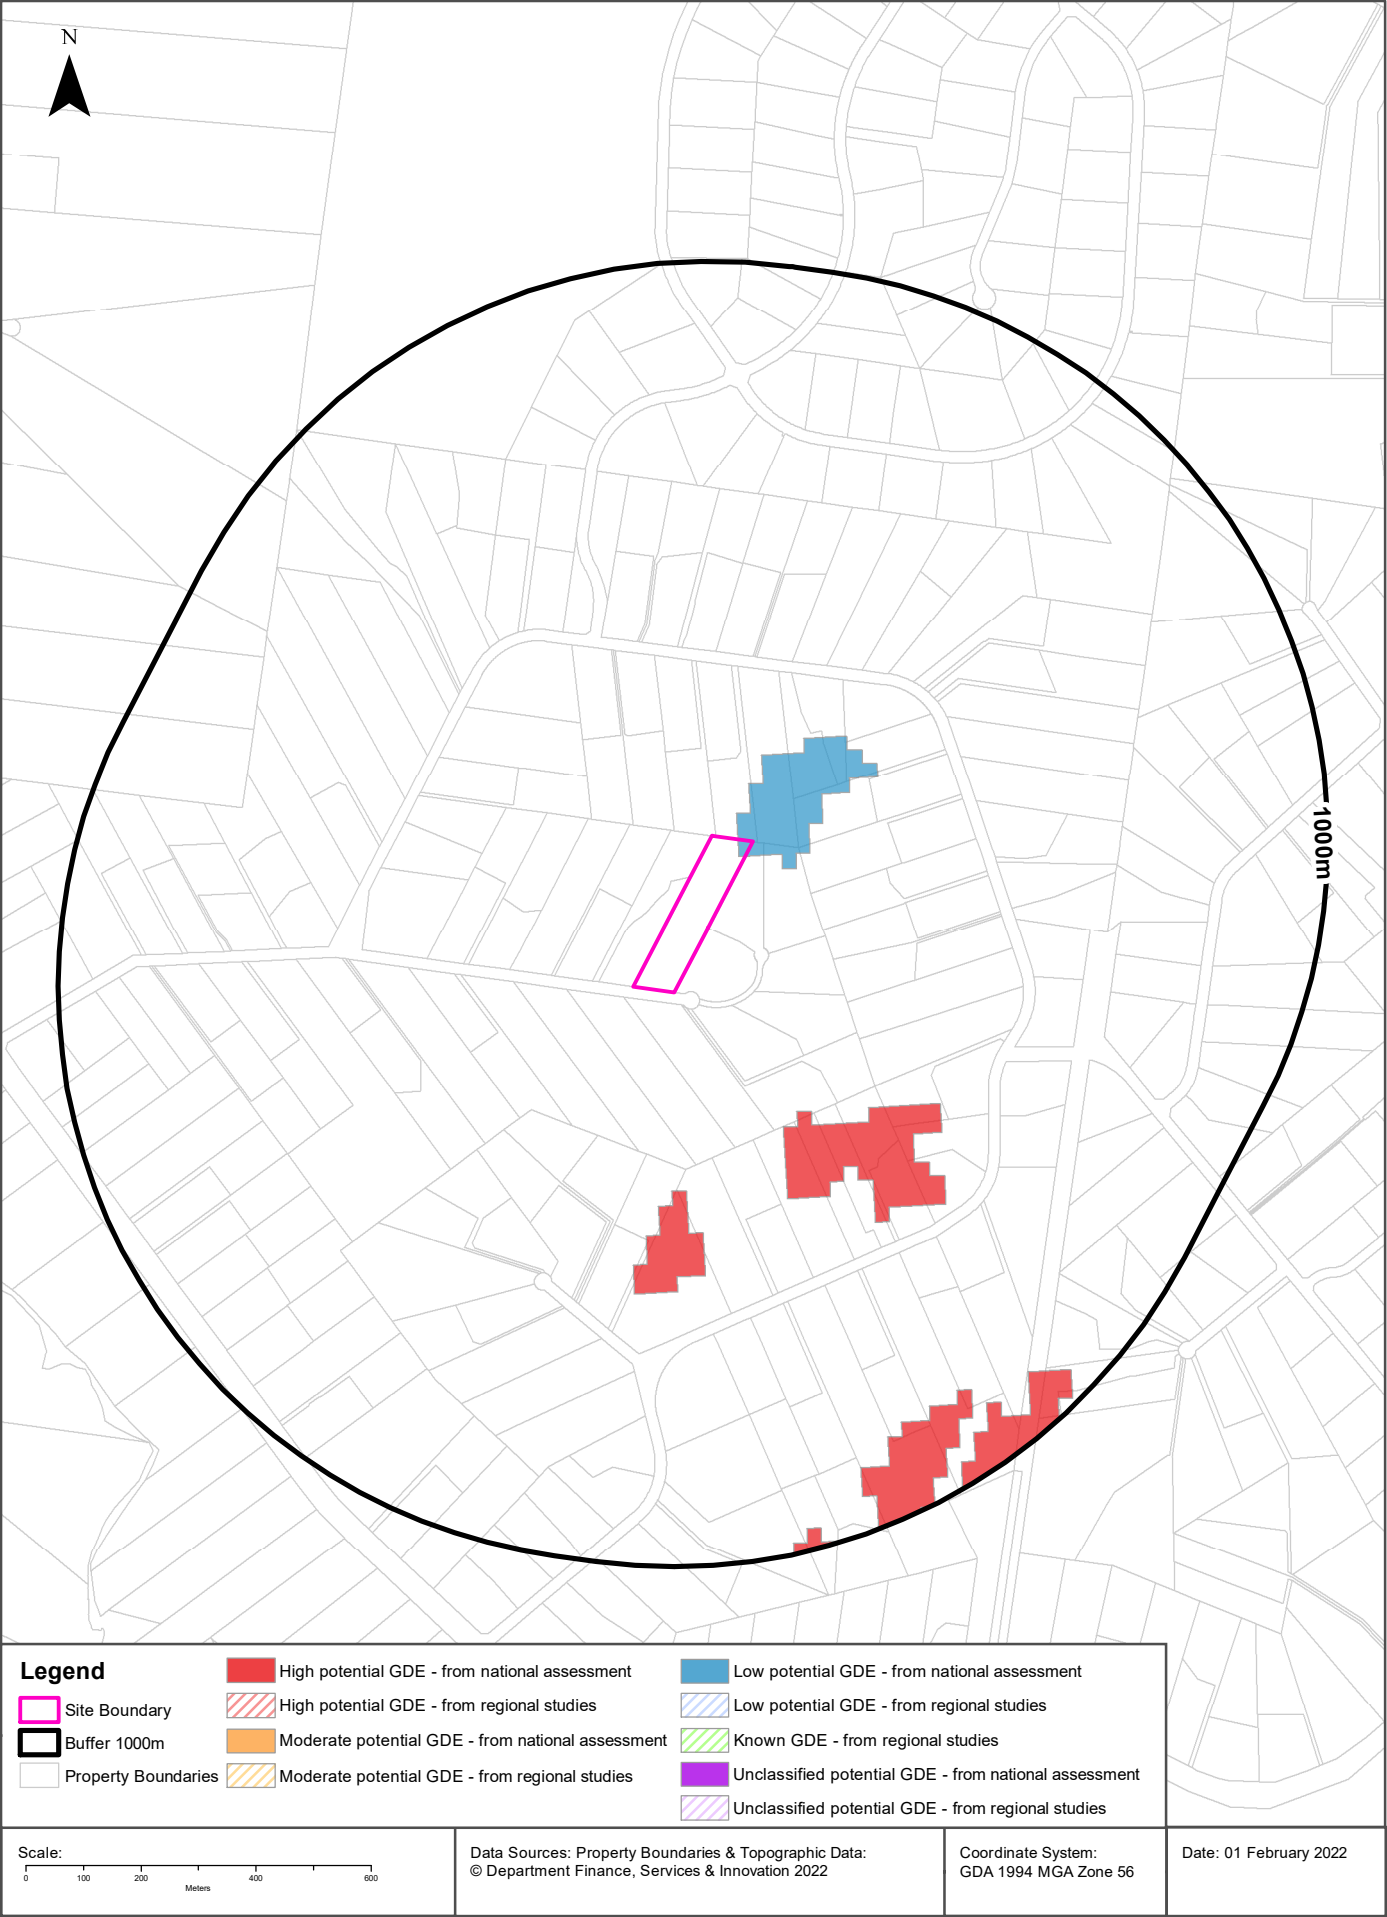 N
1000m
Legend
Site Boundary
Buffer 1000m
Property Boundaries
High potential GDE - from national assessment
High potential GDE - from regional studies
Moderate potential GDE - from national assessment
Moderate potential GDE - from regional studies
Low potential GDE - from national assessment
Low potential GDE - from regional studies
Known GDE - from regional studies
Unclassified potential GDE - from national assessment
Unclassified potential GDE - from regional studies
Scale:
0 100 200 400 600
Meters
Data Sources: Property Boundaries & Topographic Data:
© Department Finance, Services & Innovation 2022
Coordinate System:
GDA 1994 MGA Zone 56
Date: 01 February 2022